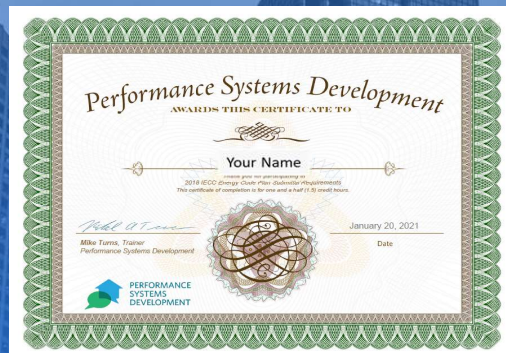 Performance Systems Development
AWARDS THIS CERTIFICATE TO
Your Name
Thank you for participating in
2018 IECC Energy Code Plan Submittal Requirements
This certificate of completion is for one and a half (1.5) credit hours.
January 20, 2021
Mike Turns, Trainer
Date
Performance Systems Development
PERFORMANCE
SYSTEMS
DEVELOPMENT